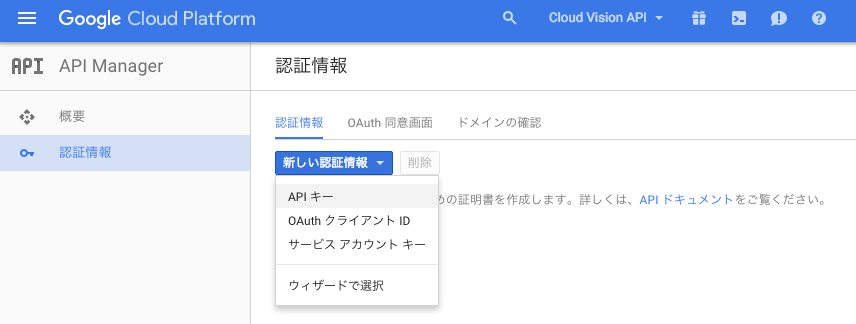 Google Cloud Platform
Cloud Vision API
API API Manager
認証情報
概要
認証情報
認証情報 OAuth 同意画面 ドメインの確認
新しい認証情報 削除
API キー
めの証明書を作成します。詳しくは、API ドキュメントをご覧ください。
OAuth クライアント ID
サービス アカウント キー
ウィザードで選択